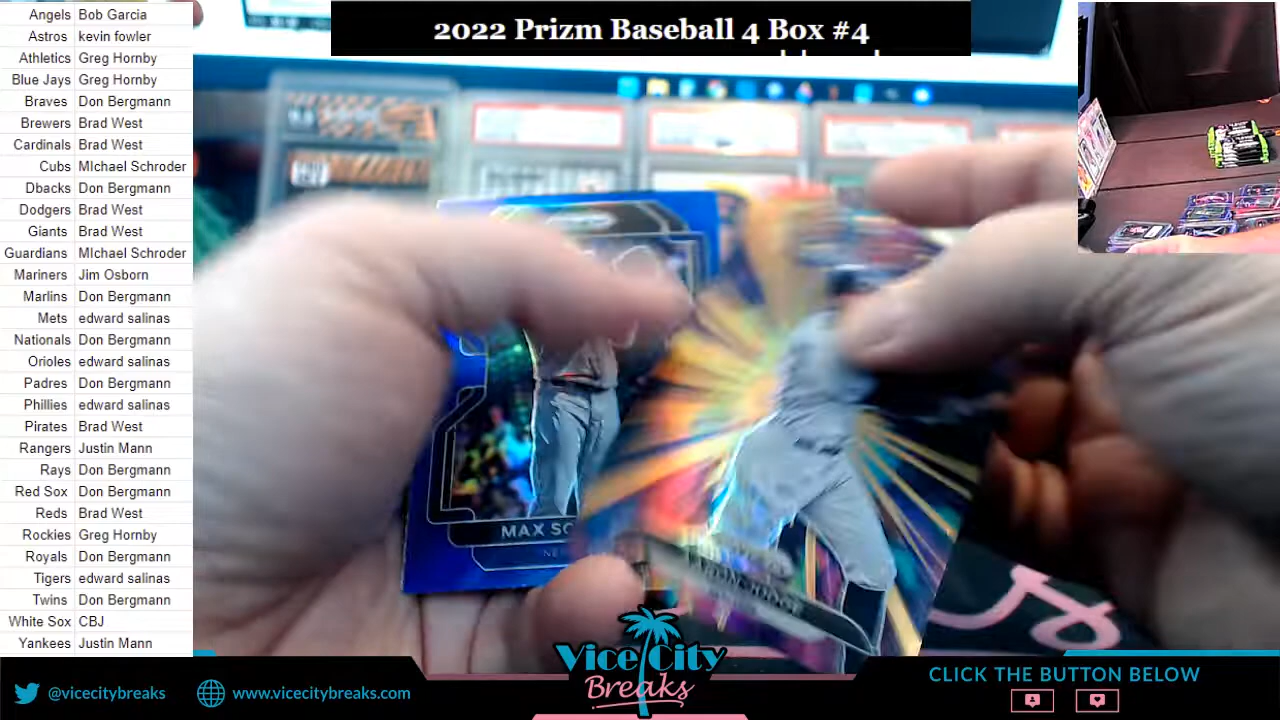 2022 Prizm Baseball 4 Box #4
Angels Bob Garcia
Astros kevin fowler
Athletics Greg Hornby
Blue Jays Greg Hornby
Braves Don Bergmann
Brewers Brad West
Cardinals Brad West
Cubs MIchael Schroder
Dbacks Don Bergmann
Dodgers Brad West
Giants Brad West
Guardians MIchael Schroder
Mariners Jim Osborn
Marlins Don Bergmann
Mets edward salinas
Nationals Don Bergmann
Orioles edward salinas
Padres Don Bergmann
Phillies edward salinas
Pirates Brad West
Rangers Justin Mann
Rays Don Bergmann
Red Sox Don Bergmann
Reds Brad West
Rockies Greg Hornby
Royals Don Bergmann
Tigers edward salinas
Twins Don Bergmann
White Sox CBJ
Yankees Justin Mann
MAX SC
NE
AARON JUDGE
Vice City
Breaks
@vicecitybreaks
www.vicecitybreaks.com
CLICK THE BUTTON BELOW